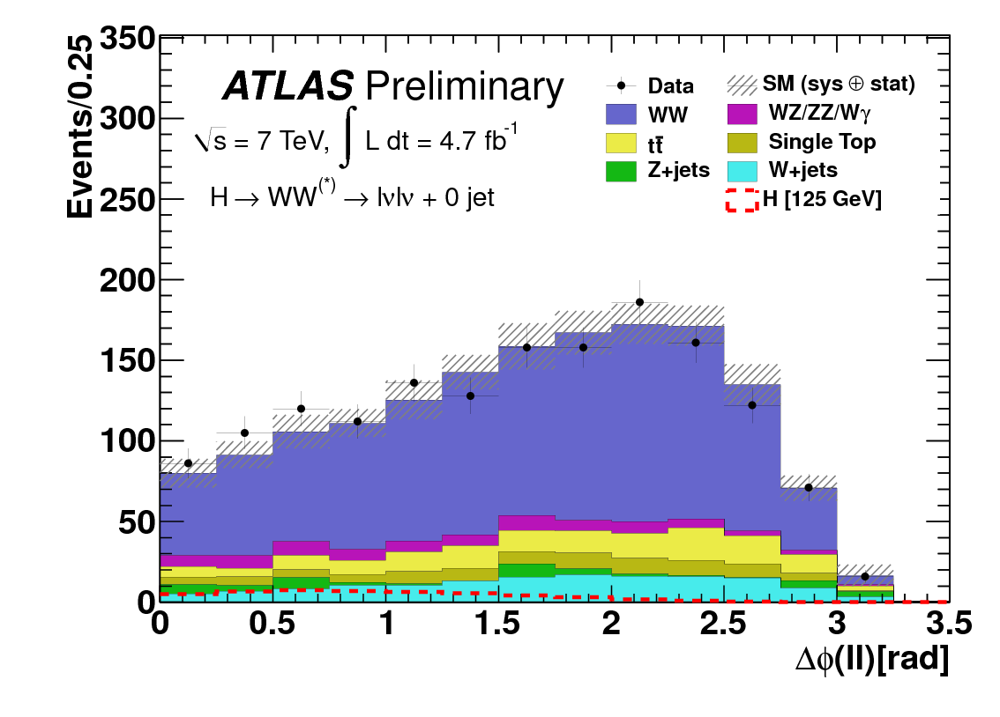 Events/0.25
350
300
250
200
150
100
50
0
ATLAS Preliminary
√s = 7 TeV, ∫ L dt = 4.7 fb⁻¹
H → WW⁽*⁾ → lνlν + 0 jet
Data
SM (sys ⊕ stat)
WW
WZ/ZZ/Wγ
tt̄
Single Top
Z+jets
W+jets
H [125 GeV]
0 0.5 1 1.5 2 2.5 3 3.5
Δϕ(ll)[rad]